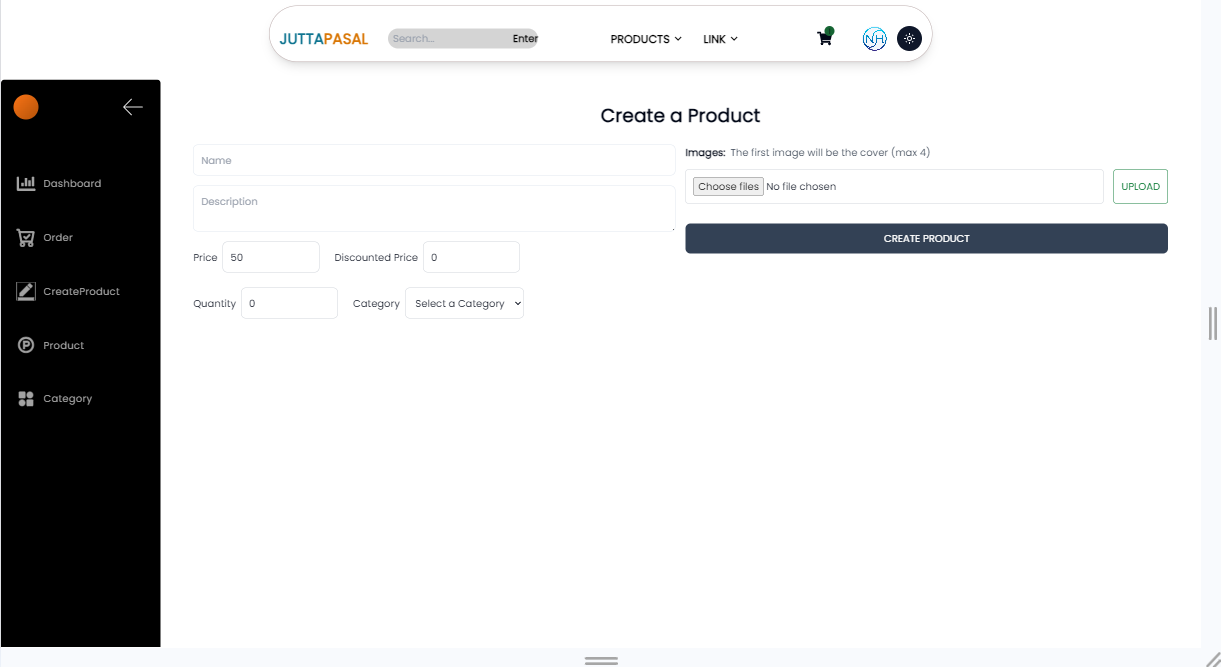 JUTTAPASAL Search... Enter PRODUCTS LINK 1 NH
Create a Product
Dashboard
Order
CreateProduct
Product
Category
Name
Description
Price 50 Discounted Price 0
Quantity 0 Category Select a Category
Images: The first image will be the cover (max 4)
Choose files No file chosen UPLOAD
CREATE PRODUCT